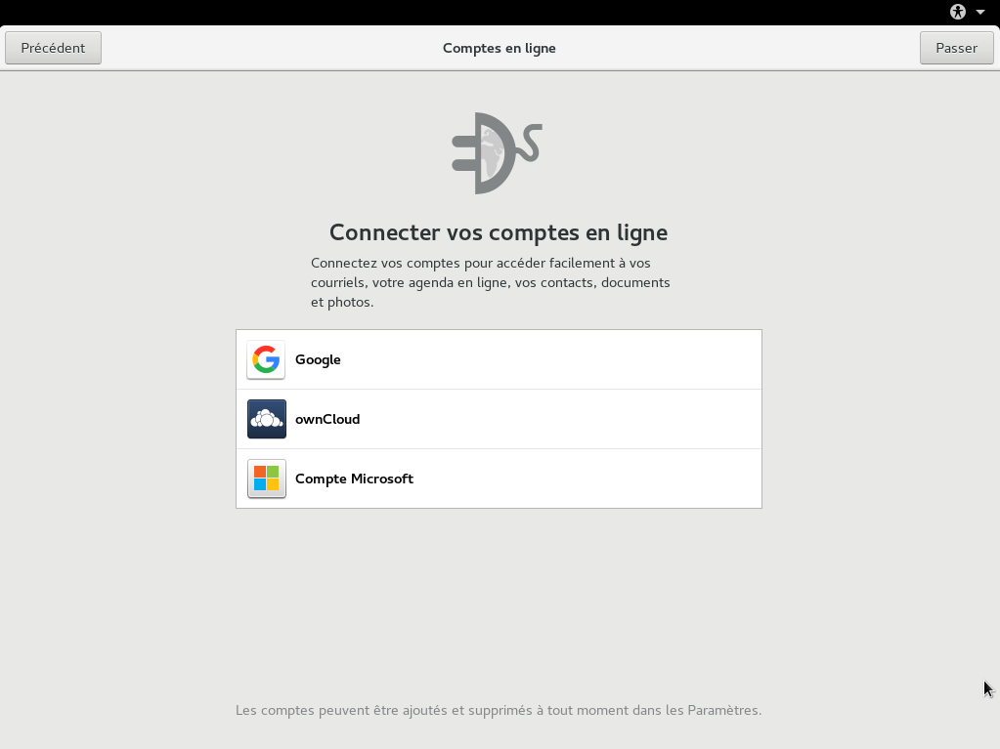 Précédent
Comptes en ligne
Passer
Connecter vos comptes en ligne
Connectez vos comptes pour accéder facilement à vos
courriels, votre agenda en ligne, vos contacts, documents
et photos.
Google
ownCloud
Compte Microsoft
Les comptes peuvent être ajoutés et supprimés à tout moment dans les Paramètres.